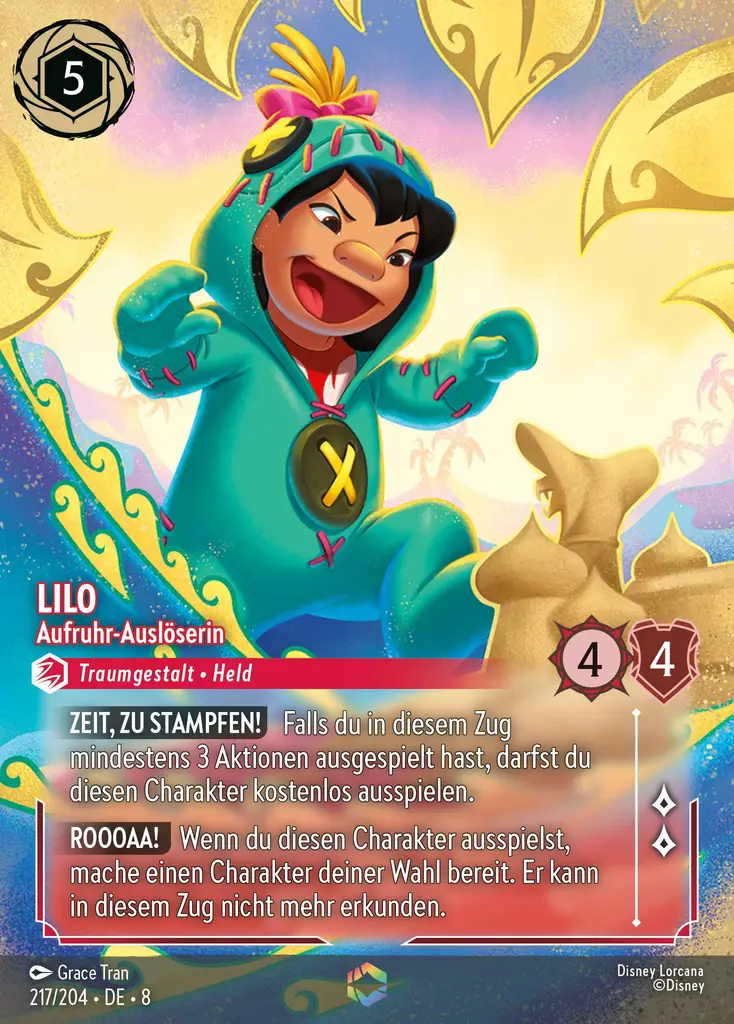 5
LILO
Aufruhr-Auslöserin
Traumgestalt • Held
4 4
ZEIT, ZU STAMPFEN! Falls du in diesem Zug
mindestens 3 Aktionen ausgespielt hast, darfst du
diesen Charakter kostenlos ausspielen.
ROOOAA! Wenn du diesen Charakter ausspielst,
mache einen Charakter deiner Wahl bereit. Er kann
in diesem Zug nicht mehr erkunden.
Grace Tran
217/204 • DE • 8
Disney Lorcana
©Disney